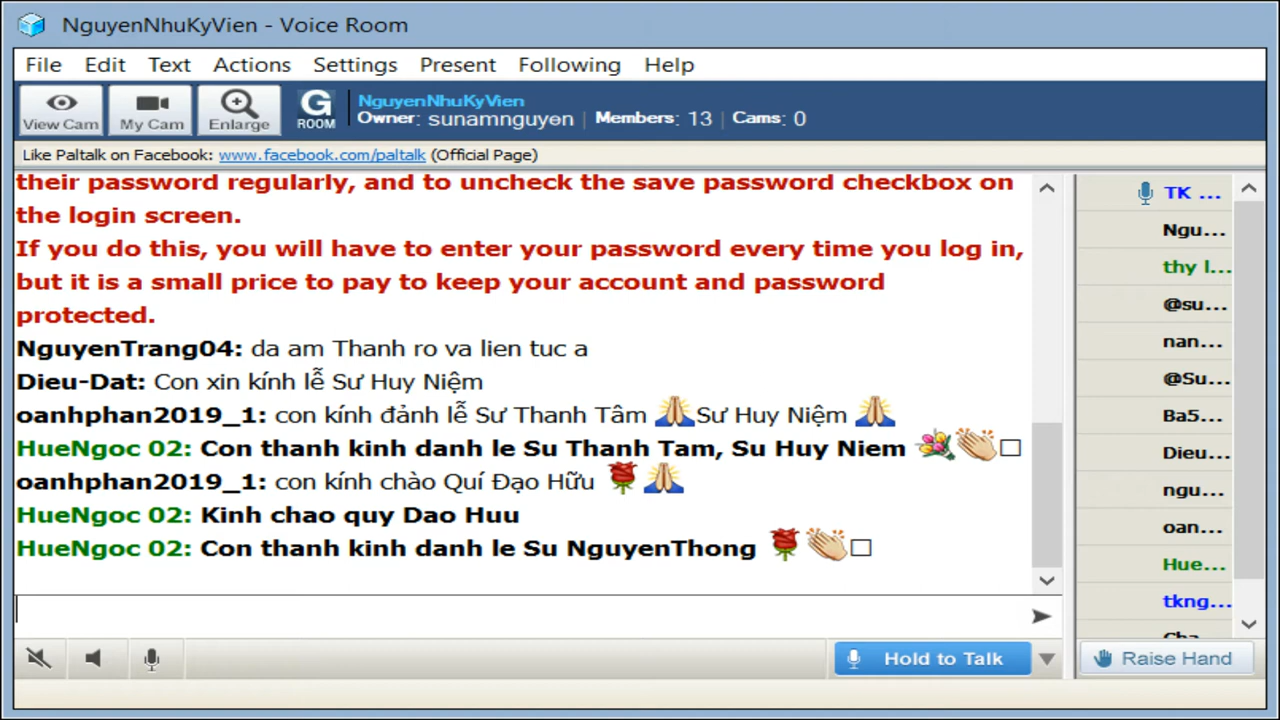 NguyenNhuKyVien - Voice Room
File Edit Text Actions Settings Present Following Help
View Cam My Cam Enlarge G ROOM
NguyenNhuKyVien
Owner: sunamnguyen Members: 13 Cams: 0
Like Paltalk on Facebook: www.facebook.com/paltalk (Official Page)
their password regularly, and to uncheck the save password checkbox on
the login screen.
If you do this, you will have to enter your password every time you log in,
but it is a small price to pay to keep your account and password
protected.
NguyenTrang04: da am Thanh ro va lien tuc a
Dieu-Dat: Con xin kính lễ Sư Huy Niệm
oanhphan2019_1: con kính đảnh lễ Sư Thanh Tâm 🙏Sư Huy Niệm 🙏
HueNgoc 02: Con thanh kinh danh le Su Thanh Tam, Su Huy Niem 💐👏□
oanhphan2019_1: con kính chào Quí Đạo Hữu 🌹🙏
HueNgoc 02: Kinh chao quy Dao Huu
HueNgoc 02: Con thanh kinh danh le Su NguyenThong 🌹👏□
TK ...
Ngu...
thy l...
@su...
nan...
@Su...
Ba5...
Dieu...
ngu...
oan...
Hue...
tkng...
Hold to Talk
Raise Hand